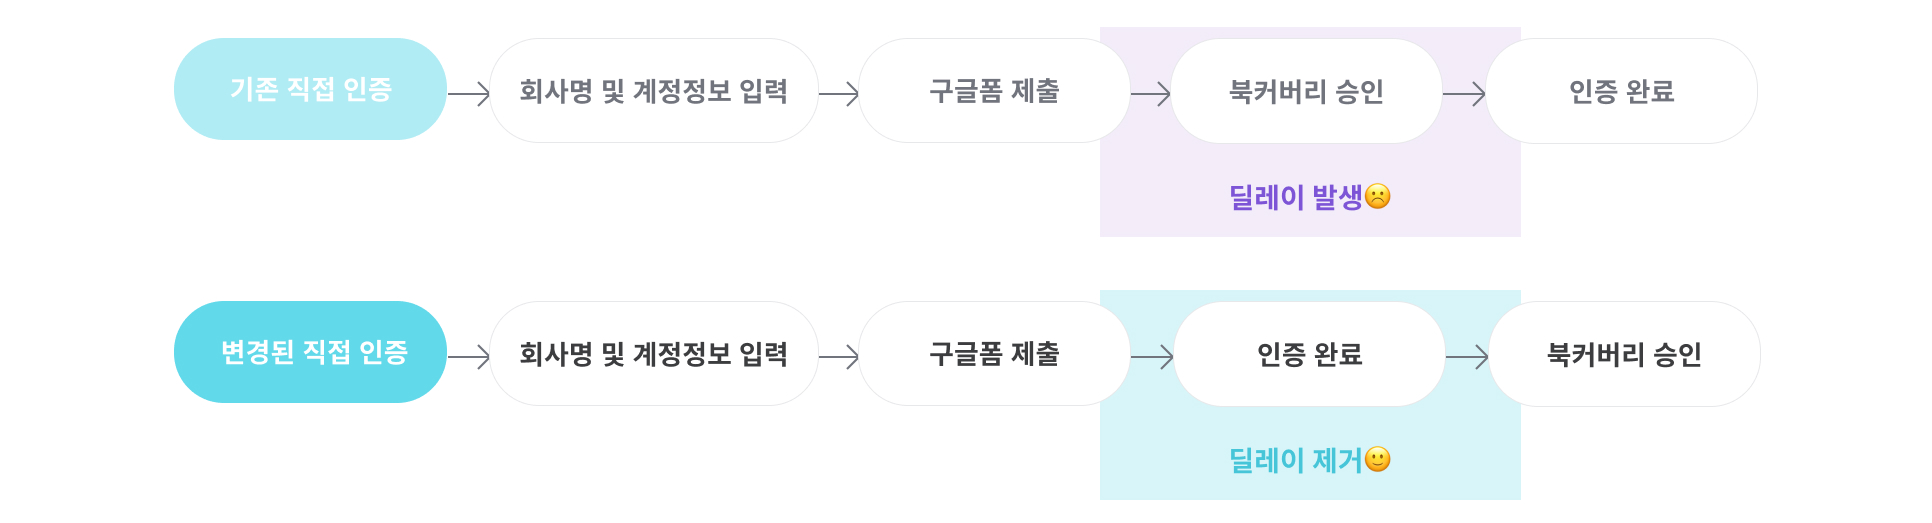 기존 직접 인증
회사명 및 계정정보 입력
구글폼 제출
북커버리 승인
인증 완료
딜레이 발생☹️
변경된 직접 인증
회사명 및 계정정보 입력
구글폼 제출
인증 완료
북커버리 승인
딜레이 제거🙂